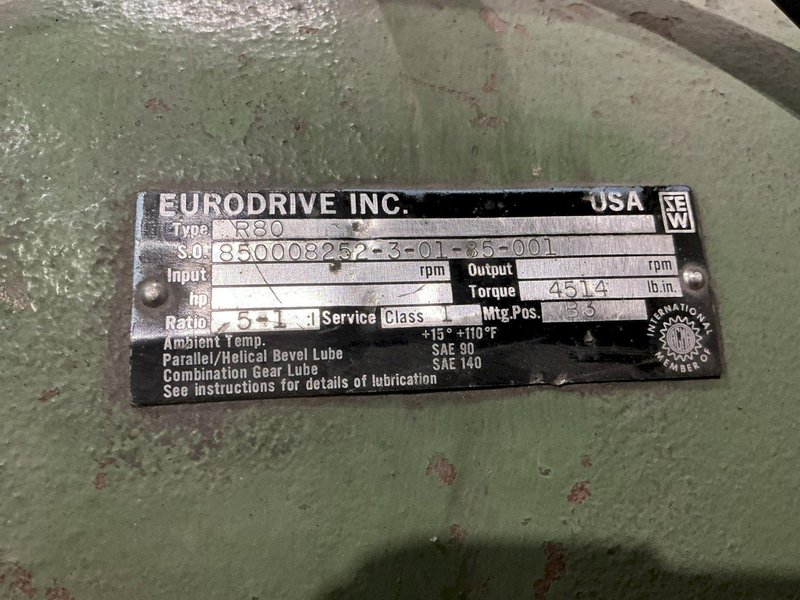 EURODRIVE INC. USA SEW
Type R80
S.O. 850008252-3-01-85-001
Input rpm Output rpm
hp Torque 4514 lb.in.
Ratio 5-1 :1 Service Class 1 Mtg.Pos. B3
Ambient Temp. +15° +110°F
Parallel/Helical Bevel Lube SAE 90
Combination Gear Lube SAE 140
See instructions for details of lubrication
INTERNATIONAL
MEMBER OF